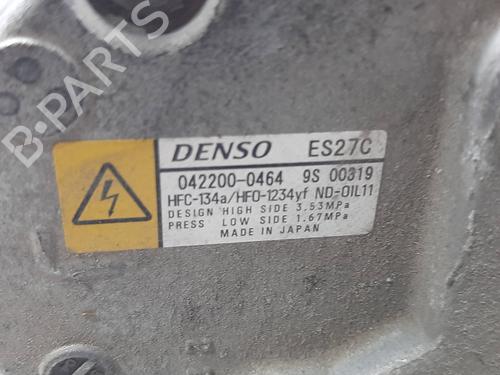 B-PARTS
DENSO ES27C
042200-0464 9S 00319
HFC-134a/HFO-1234yf ND-OIL11
DESIGN HIGH SIDE 3.53MPa
PRESS LOW SIDE 1.67MPa
MADE IN JAPAN
B-PARTS